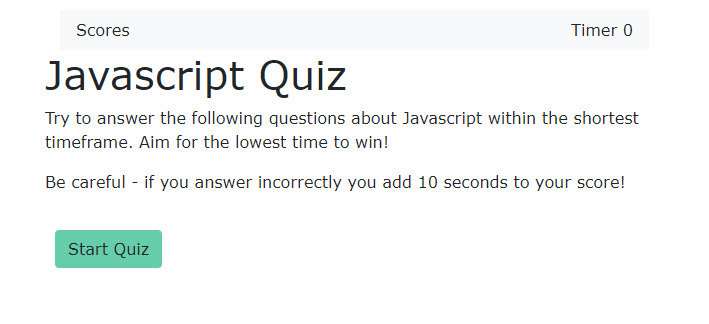 Scores Timer 0
Javascript Quiz
Try to answer the following questions about Javascript within the shortest
timeframe. Aim for the lowest time to win!
Be careful - if you answer incorrectly you add 10 seconds to your score!
Start Quiz